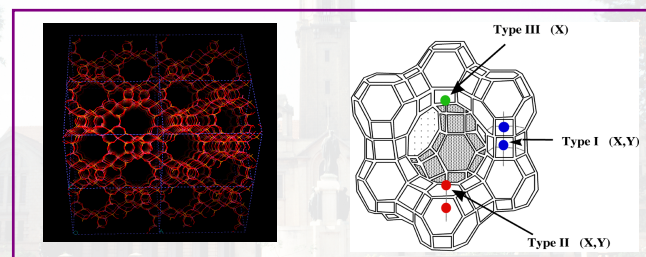 Type III (X)
Type I (X,Y)
Type II (X,Y)